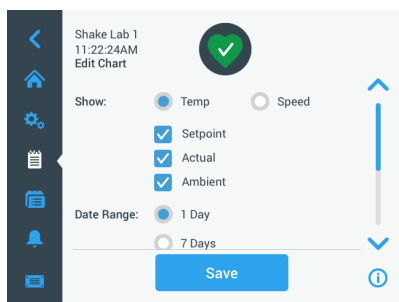 Shake Lab 1
11:22:24AM
Edit Chart
Show: Temp Speed
Setpoint
Actual
Ambient
Date Range: 1 Day
7 Days
Save